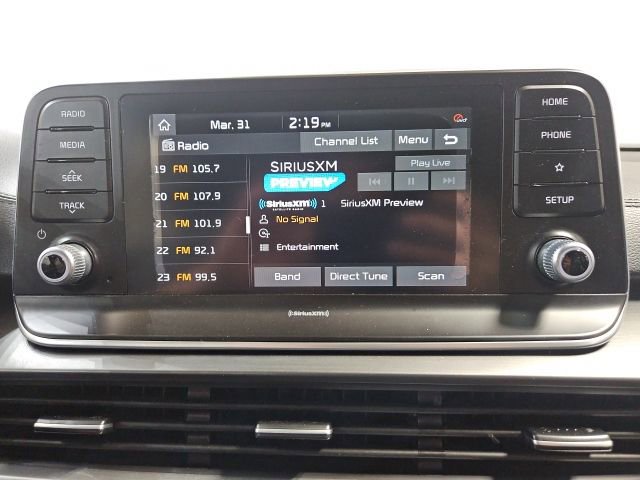 RADIO
MEDIA
SEEK
TRACK
HOME
PHONE
SETUP
Mar. 31 2:19 PM
Radio Channel List Menu
19 FM 105.7
20 FM 107.9
21 FM 101.9
22 FM 92.1
23 FM 99.5
SIRIUSXM
PREVIEW
Play Live
SiriusXM 1 SiriusXM Preview
SATELLITE RADIO
No Signal
Entertainment
Band Direct Tune Scan
SiriusXM